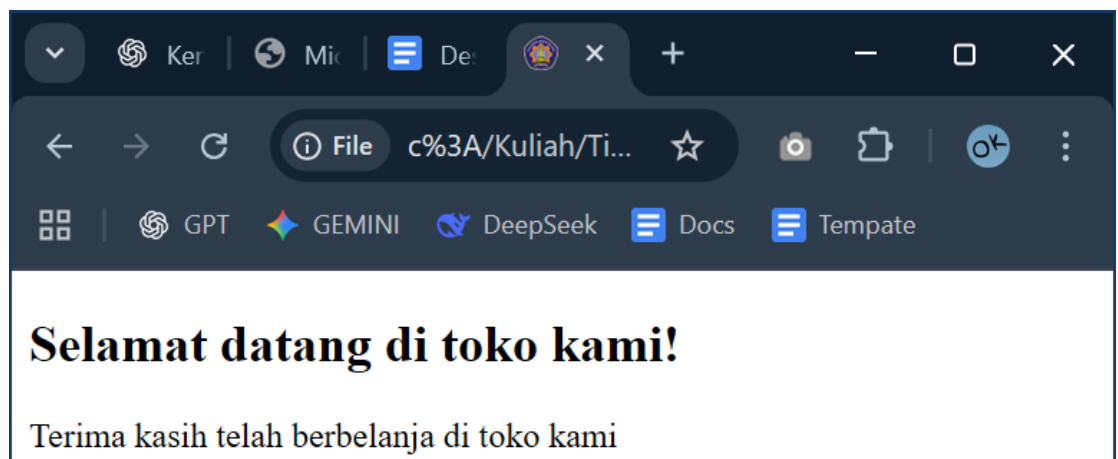 Ker Mic De
File c%3A/Kuliah/Ti...
GPT GEMINI DeepSeek Docs Tempate
Selamat datang di toko kami!
Terima kasih telah berbelanja di toko kami